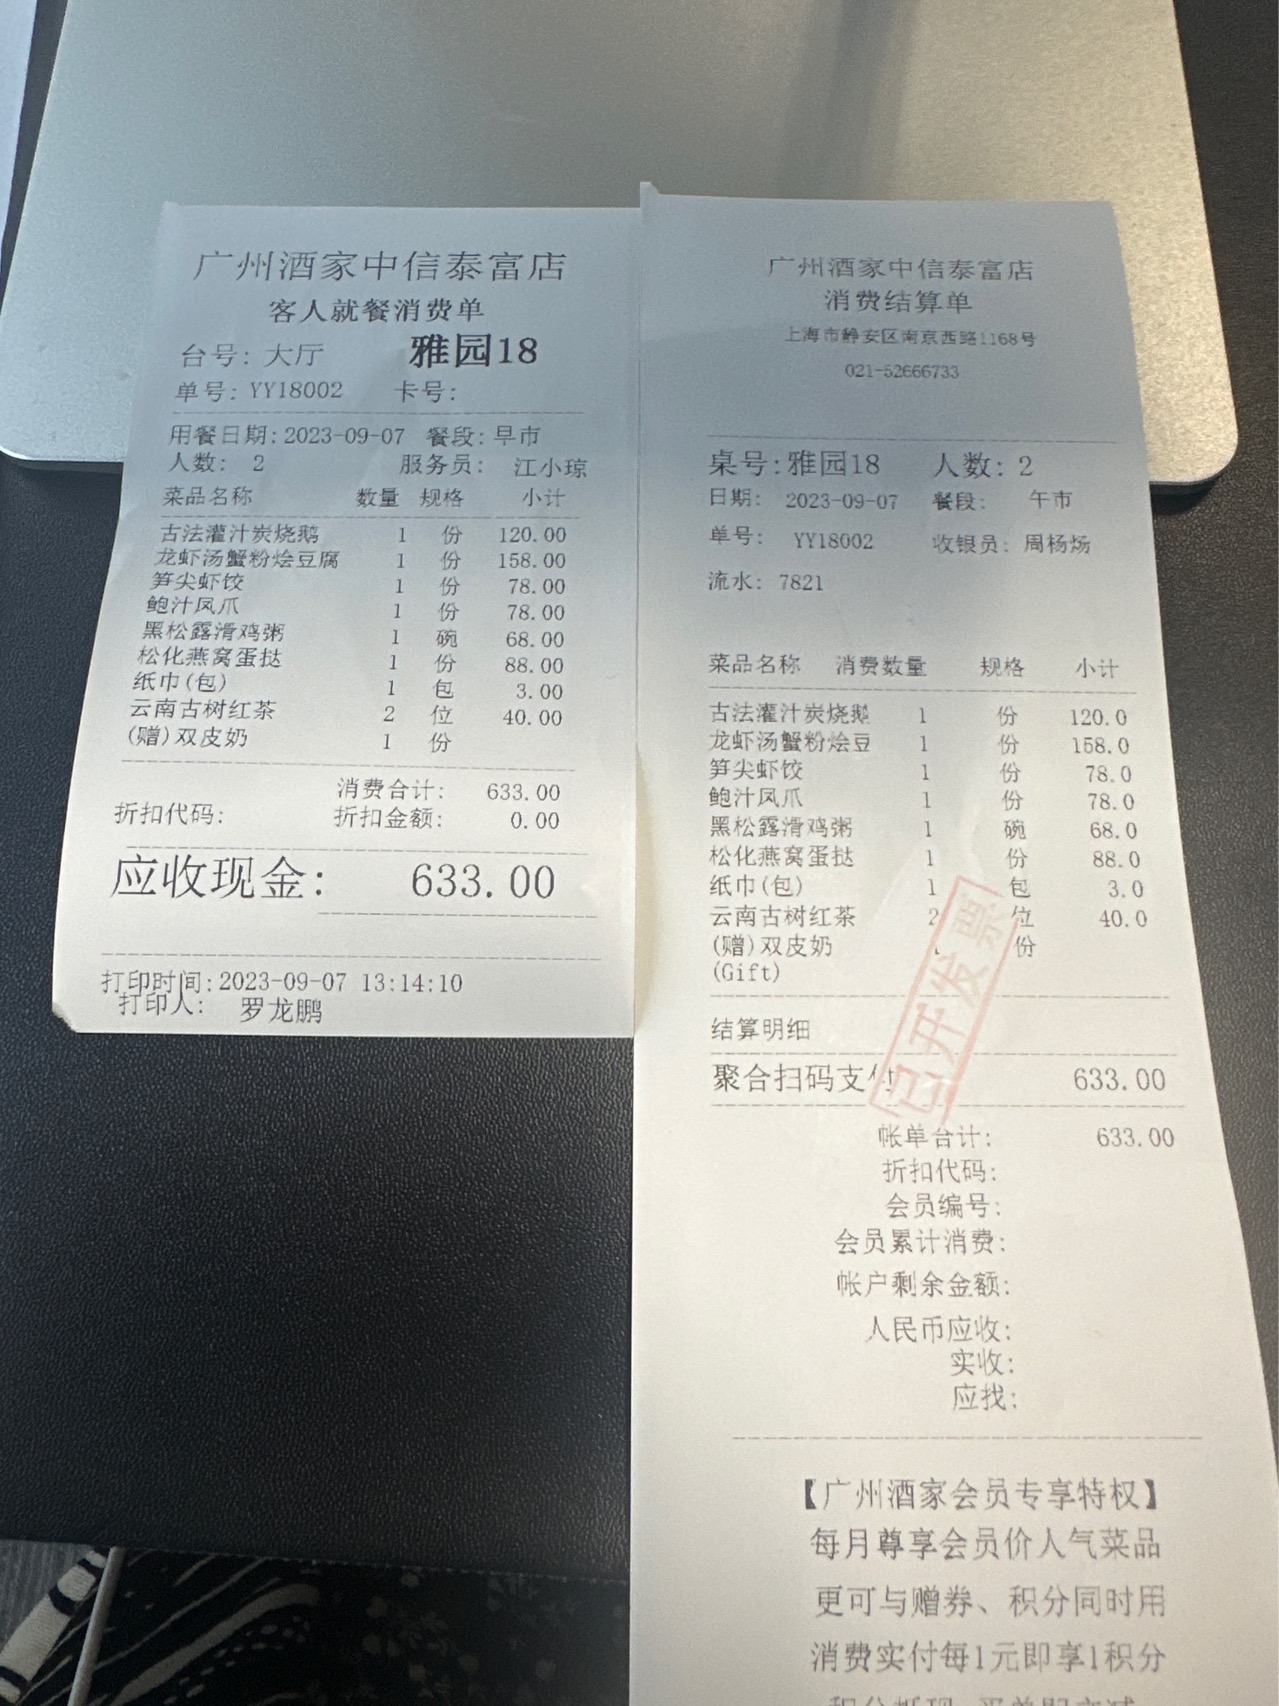 广州酒家中信泰富店
客人就餐消费单
台号: 大厅 雅园18
单号: YY18002 卡号:
用餐日期: 2023-09-07 餐段: 早市
人数: 2 服务员: 江小琼
菜品名称 数量 规格 小计
古法灌汁炭烧鹅 1 份 120.00
龙虾汤蟹粉烩豆腐 1 份 158.00
笋尖虾饺 1 份 78.00
鲍汁凤爪 1 份 78.00
黑松露滑鸡粥 1 碗 68.00
松化燕窝蛋挞 1 份 88.00
纸巾(包) 1 包 3.00
云南古树红茶 2 位 40.00
(赠)双皮奶 1 份
消费合计: 633.00
折扣代码: 折扣金额: 0.00
应收现金: 633.00
打印时间: 2023-09-07 13:14:10
打印人: 罗龙鹏
广州酒家中信泰富店
消费结算单
上海市静安区南京西路1168号
021-52666733
桌号: 雅园18 人数: 2
日期: 2023-09-07 餐段: 午市
单号: YY18002 收银员: 周杨炀
流水: 7821
菜品名称 消费数量 规格 小计
古法灌汁炭烧鹅 1 份 120.0
龙虾汤蟹粉烩豆 1 份 158.0
笋尖虾饺 1 份 78.0
鲍汁凤爪 1 份 78.0
黑松露滑鸡粥 1 碗 68.0
松化燕窝蛋挞 1 份 88.0
纸巾(包) 1 包 3.0
云南古树红茶 2 位 40.0
(赠)双皮奶 份
(Gift)
已开发票
结算明细
聚合扫码支付 633.00
帐单合计: 633.00
折扣代码:
会员编号:
会员累计消费:
帐户剩余金额:
人民币应收:
实收:
应找:
【广州酒家会员专享特权】
每月尊享会员价人气菜品
更可与赠券、积分同时用
消费实付每1元即享1积分